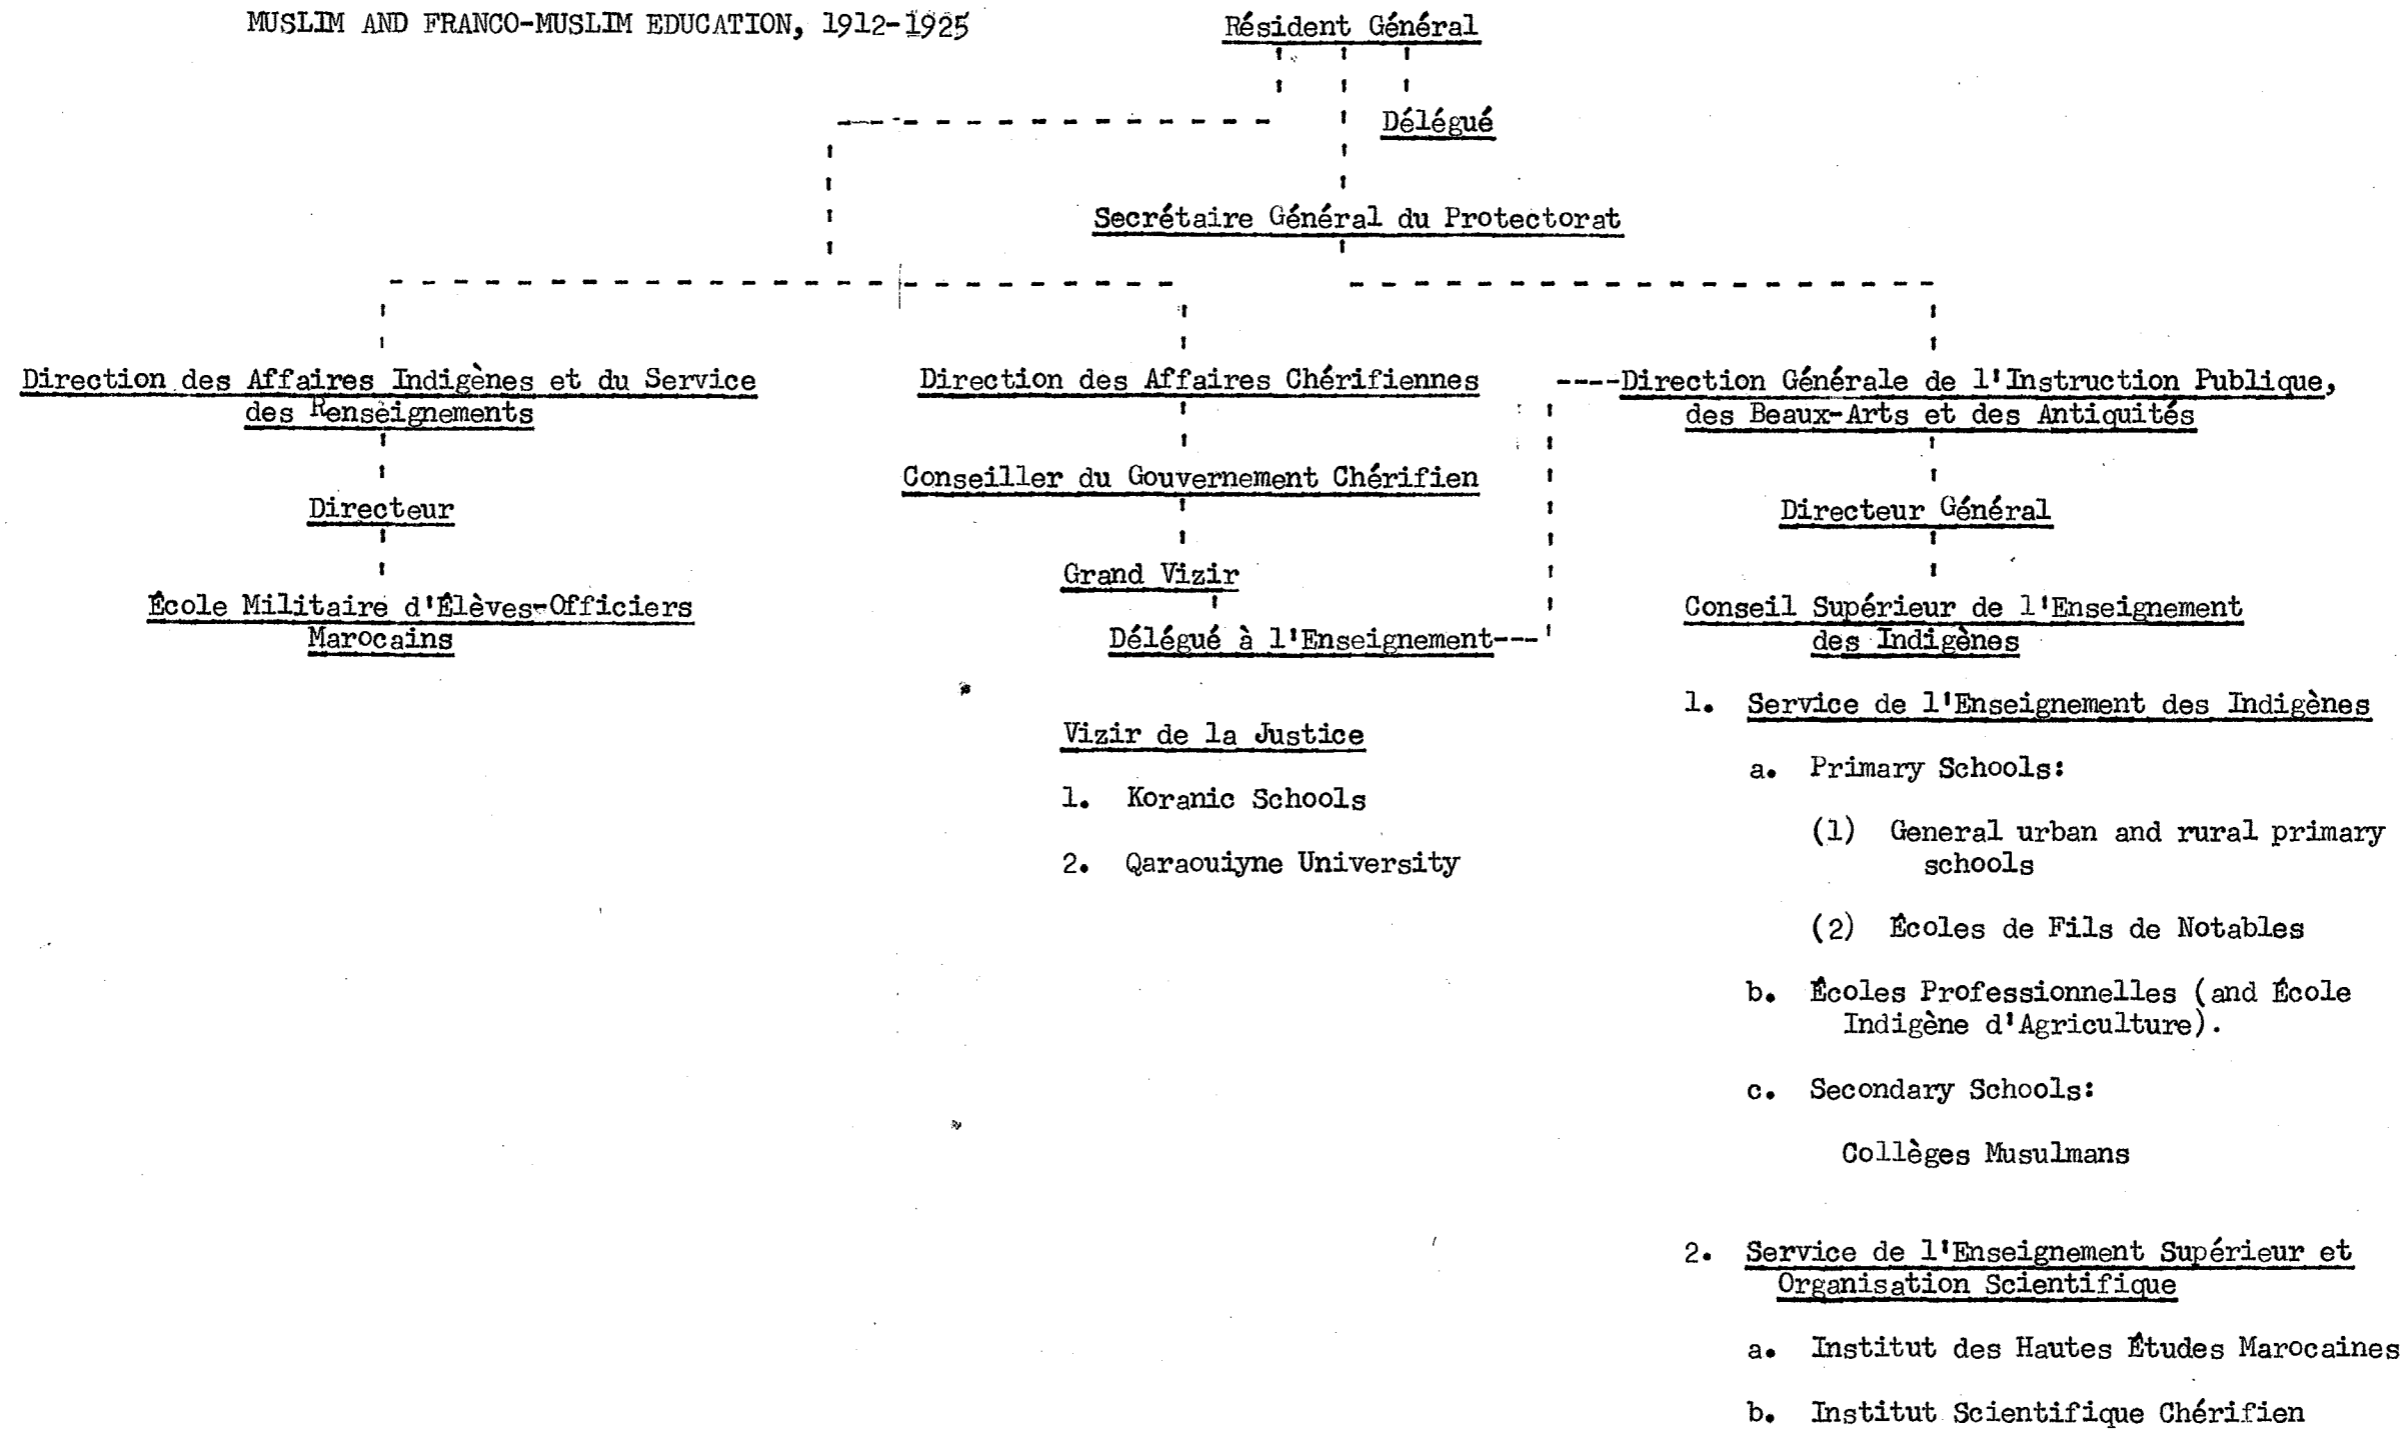 MUSLIM AND FRANCO-MUSLIM EDUCATION, 1912-1925
Résident Général
Délégué
Secrétaire Général du Protectorat
Direction des Affaires Indigènes et du Service
des Renseignements
Directeur
École Militaire d'Élèves-Officiers
Marocains
Direction des Affaires Chérifiennes
Conseiller du Gouvernement Chérifien
Grand Vizir
Délégué à l'Enseignement
Vizir de la Justice
1. Koranic Schools
2. Qaraouiyne University
Direction Générale de l'Instruction Publique,
des Beaux-Arts et des Antiquités
Directeur Général
Conseil Supérieur de l'Enseignement
des Indigènes
1. Service de l'Enseignement des Indigènes
a. Primary Schools:
(1) General urban and rural primary
schools
(2) Écoles de Fils de Notables
b. Écoles Professionnelles (and École
Indigène d'Agriculture).
c. Secondary Schools:
Collèges Musulmans
2. Service de l'Enseignement Supérieur et
Organisation Scientifique
a. Institut des Hautes Études Marocaines
b. Institut Scientifique Chérifien